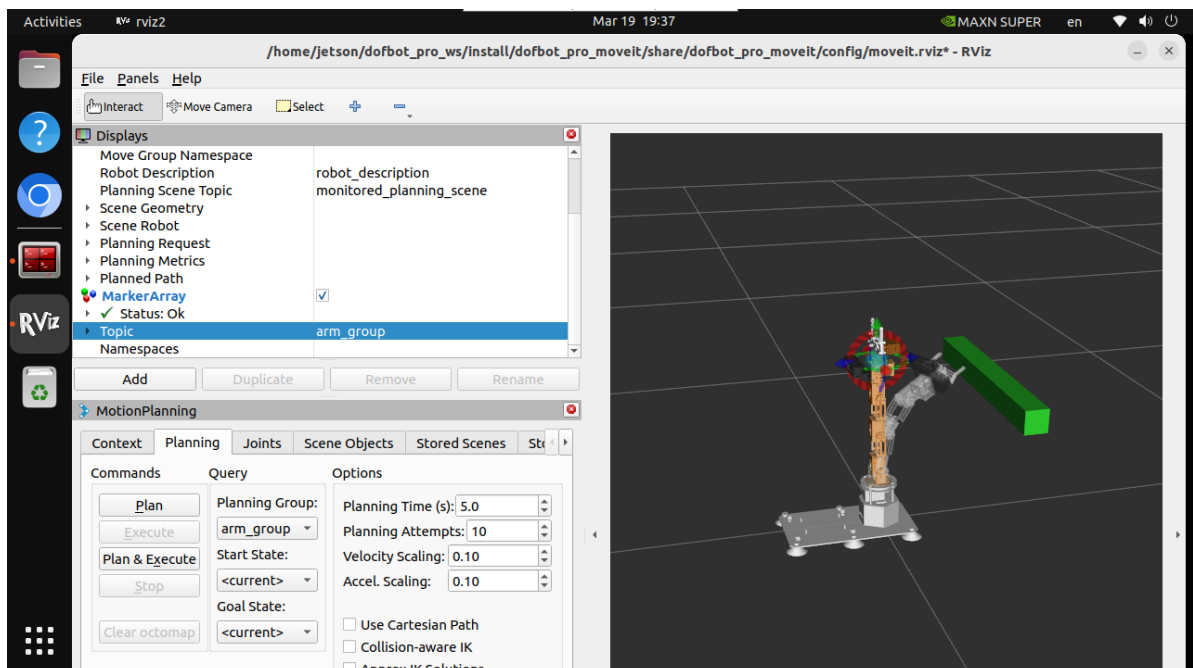 Activities RViz rviz2 Mar 19 19:37 MAXN SUPER en
/home/jetson/dofbot_pro_ws/install/dofbot_pro_moveit/share/dofbot_pro_moveit/config/moveit.rviz* - RViz
File Panels Help
Interact Move Camera Select
Displays
Move Group Namespace
Robot Description robot_description
Planning Scene Topic monitored_planning_scene
Scene Geometry
Scene Robot
Planning Request
Planning Metrics
Planned Path
MarkerArray
Status: Ok
RViz
Topic arm_group
Namespaces
Add Duplicate Remove Rename
MotionPlanning
Context Planning Joints Scene Objects Stored Scenes Sto
Commands Query Options
Plan Planning Group: Planning Time (s): 5.0
Execute arm_group Planning Attempts: 10
Plan & Execute Start State: Velocity Scaling: 0.10
Stop <current> Accel. Scaling: 0.10
Goal State:
Clear octomap <current> Use Cartesian Path
Collision-aware IK
Approx IK Solutions